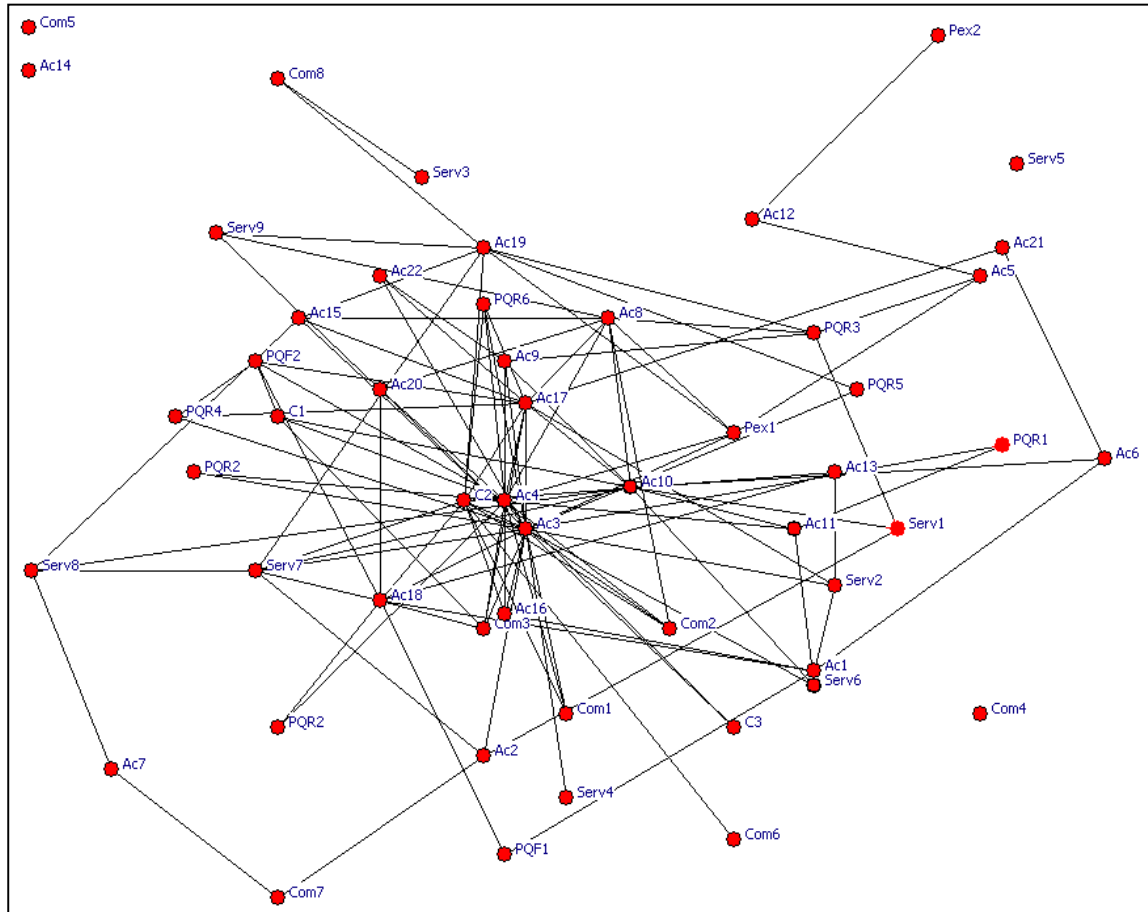 Com5
Pex2
Ac14
Com8
Serv5
Serv3
Ac12
Serv9
Ac19
Ac21
Ac22
Ac5
PQR6
Ac15
Ac8
PQR3
PQF2
Ac9
Ac20
PQR5
Ac17
PQR4
C1
Pex1
PQR1
Ac6
PQR2
Ac13
Ac10
C2
Ac4
Ac3
Ac11
Serv1
Serv8
Serv7
Serv2
Ac18
Ac16
Com3
Com2
Ac1
Serv6
Com1
Com4
PQR2
C3
Ac2
Ac7
Serv4
Com6
PQF1
Com7